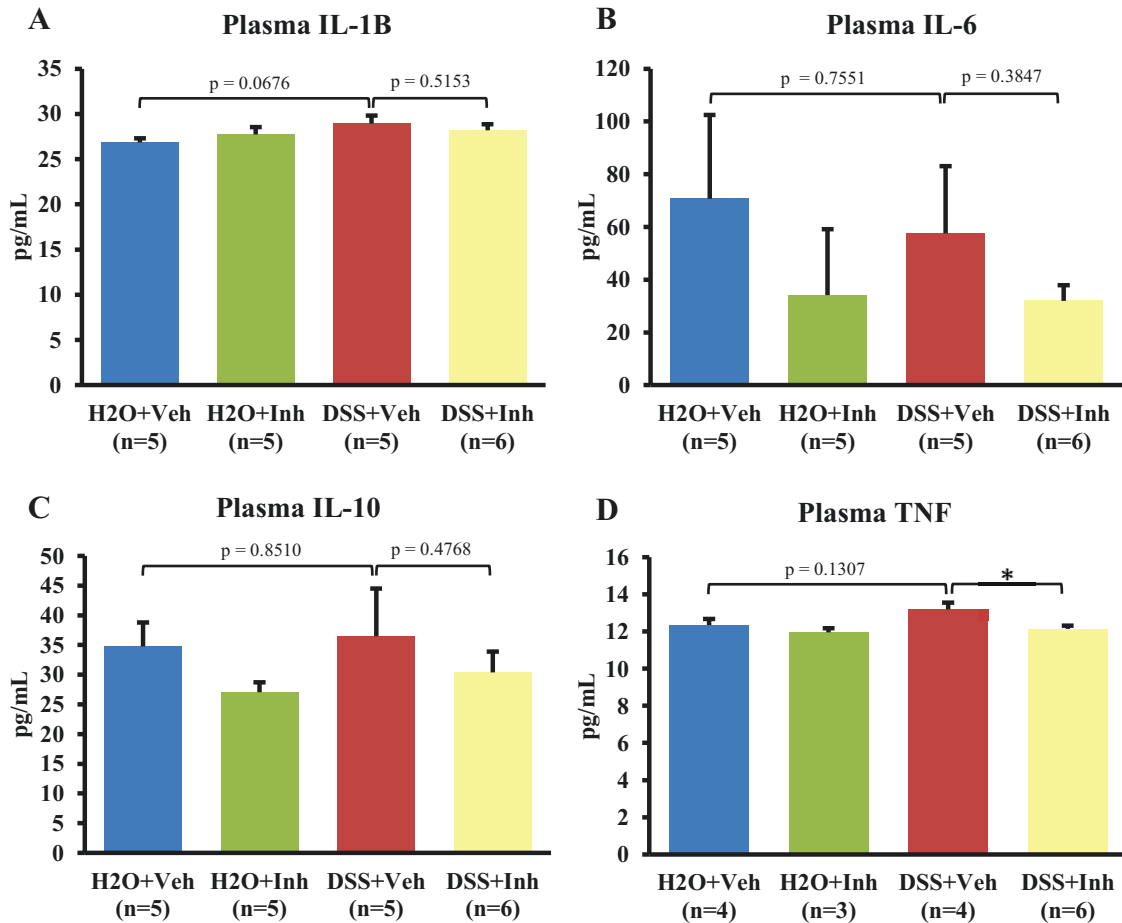 A
Plasma IL-1B
pg/mL
35
30
25
20
15
10
5
0
p = 0.0676
p = 0.5153
H2O+Veh H2O+Inh DSS+Veh DSS+Inh
(n=5) (n=5) (n=5) (n=6)
B
Plasma IL-6
pg/mL
120
100
80
60
40
20
0
p = 0.7551
p = 0.3847
H2O+Veh H2O+Inh DSS+Veh DSS+Inh
(n=5) (n=5) (n=5) (n=6)
C
Plasma IL-10
pg/mL
50
45
40
35
30
25
20
15
10
5
0
p = 0.8510
p = 0.4768
H2O+Veh H2O+Inh DSS+Veh DSS+Inh
(n=5) (n=5) (n=5) (n=6)
D
Plasma TNF
pg/mL
16
14
12
10
8
6
4
2
0
p = 0.1307
*
H2O+Veh H2O+Inh DSS+Veh DSS+Inh
(n=4) (n=3) (n=4) (n=6)